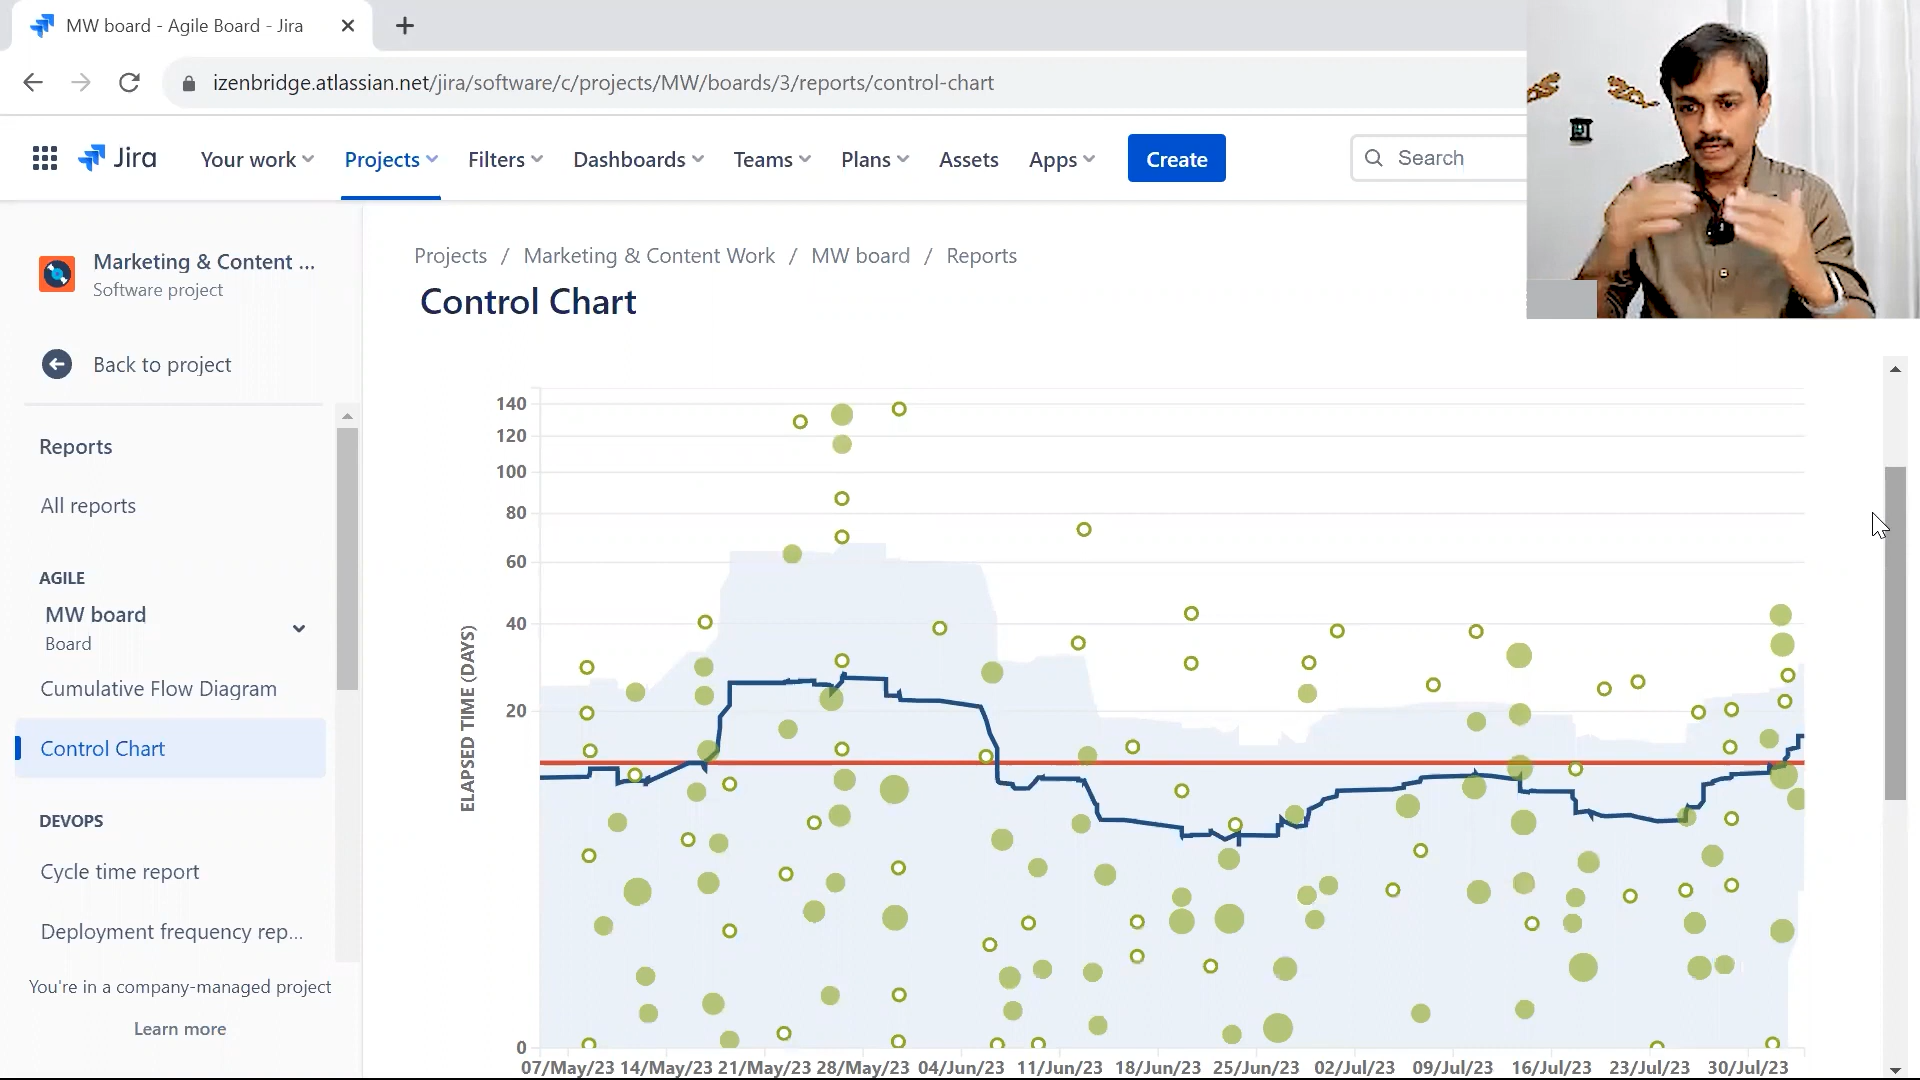 MW board - Agile Board - Jira
izenbridge.atlassian.net/jira/software/c/projects/MW/boards/3/reports/control-chart
Jira Your work Projects Filters Dashboards Teams Plans Assets Apps Create Search
Marketing & Content ...
Software project
Back to project
Reports
All reports
AGILE
MW board
Board
Cumulative Flow Diagram
Control Chart
DEVOPS
Cycle time report
Deployment frequency rep...
You're in a company-managed project
Learn more
Projects / Marketing & Content Work / MW board / Reports
Control Chart
ELAPSED TIME (DAYS)
140
120
100
80
60
40
20
0
07/May/23 14/May/23 21/May/23 28/May/23 04/Jun/23 11/Jun/23 18/Jun/23 25/Jun/23 02/Jul/23 09/Jul/23 16/Jul/23 23/Jul/23 30/Jul/23